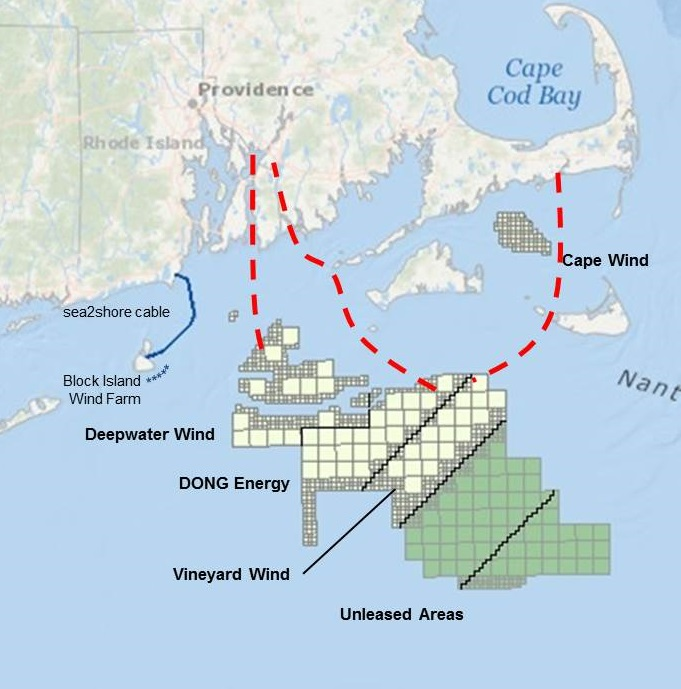 Cape
Cod Bay
Providence
Rhode Island
Cape Wind
sea2shore cable
Block Island
Wind Farm
Nant
Deepwater Wind
DONG Energy
Vineyard Wind
Unleased Areas